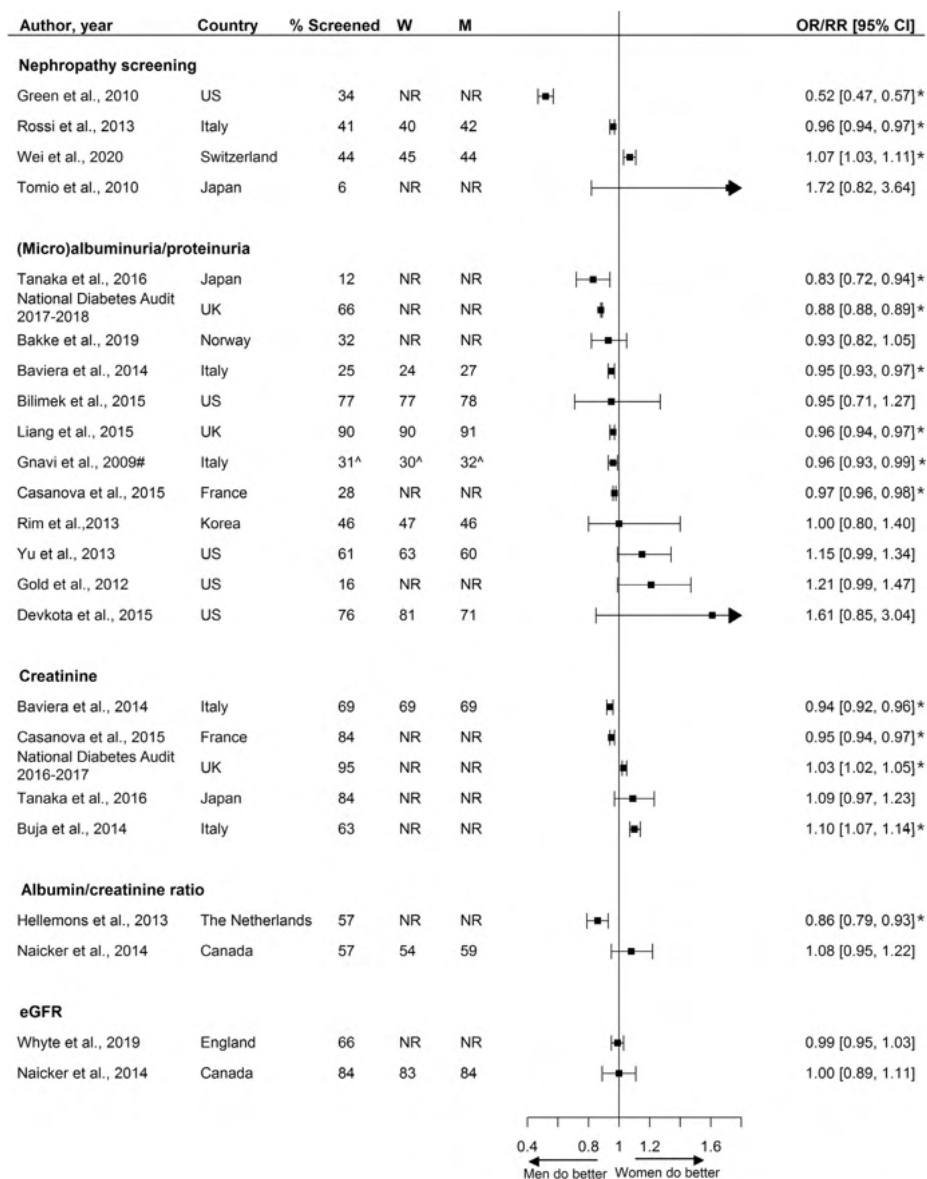 Author, year Country % Screened W M OR/RR [95% CI]
Nephropathy screening
Green et al., 2010 US 34 NR NR 0.52 [0.47, 0.57]*
Rossi et al., 2013 Italy 41 40 42 0.96 [0.94, 0.97]*
Wei et al., 2020 Switzerland 44 45 44 1.07 [1.03, 1.11]*
Tomio et al., 2010 Japan 6 NR NR 1.72 [0.82, 3.64]
(Micro)albuminuria/proteinuria
Tanaka et al., 2016 Japan 12 NR NR 0.83 [0.72, 0.94]*
National Diabetes Audit
2017-2018 UK 66 NR NR 0.88 [0.88, 0.89]*
Bakke et al., 2019 Norway 32 NR NR 0.93 [0.82, 1.05]
Baviera et al., 2014 Italy 25 24 27 0.95 [0.93, 0.97]*
Bilimek et al., 2015 US 77 77 78 0.95 [0.71, 1.27]
Liang et al., 2015 UK 90 90 91 0.96 [0.94, 0.97]*
Gnavi et al., 2009# Italy 31^ 30^ 32^ 0.96 [0.93, 0.99]*
Casanova et al., 2015 France 28 NR NR 0.97 [0.96, 0.98]*
Rim et al.,2013 Korea 46 47 46 1.00 [0.80, 1.40]
Yu et al., 2013 US 61 63 60 1.15 [0.99, 1.34]
Gold et al., 2012 US 16 NR NR 1.21 [0.99, 1.47]
Devkota et al., 2015 US 76 81 71 1.61 [0.85, 3.04]
Creatinine
Baviera et al., 2014 Italy 69 69 69 0.94 [0.92, 0.96]*
Casanova et al., 2015 France 84 NR NR 0.95 [0.94, 0.97]*
National Diabetes Audit
2016-2017 UK 95 NR NR 1.03 [1.02, 1.05]*
Tanaka et al., 2016 Japan 84 NR NR 1.09 [0.97, 1.23]
Buja et al., 2014 Italy 63 NR NR 1.10 [1.07, 1.14]*
Albumin/creatinine ratio
Hellemons et al., 2013 The Netherlands 57 NR NR 0.86 [0.79, 0.93]*
Naicker et al., 2014 Canada 57 54 59 1.08 [0.95, 1.22]
eGFR
Whyte et al., 2019 England 66 NR NR 0.99 [0.95, 1.03]
Naicker et al., 2014 Canada 84 83 84 1.00 [0.89, 1.11]
0.4 0.8 1 1.2 1.6
Men do better Women do better